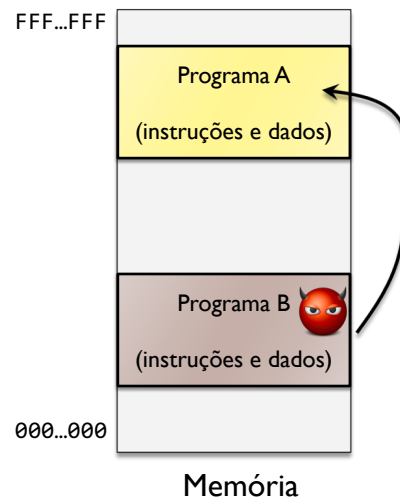 FFF…FFF
Programa A
(instruções e dados)
Programa B
(instruções e dados)
000…000
Memória